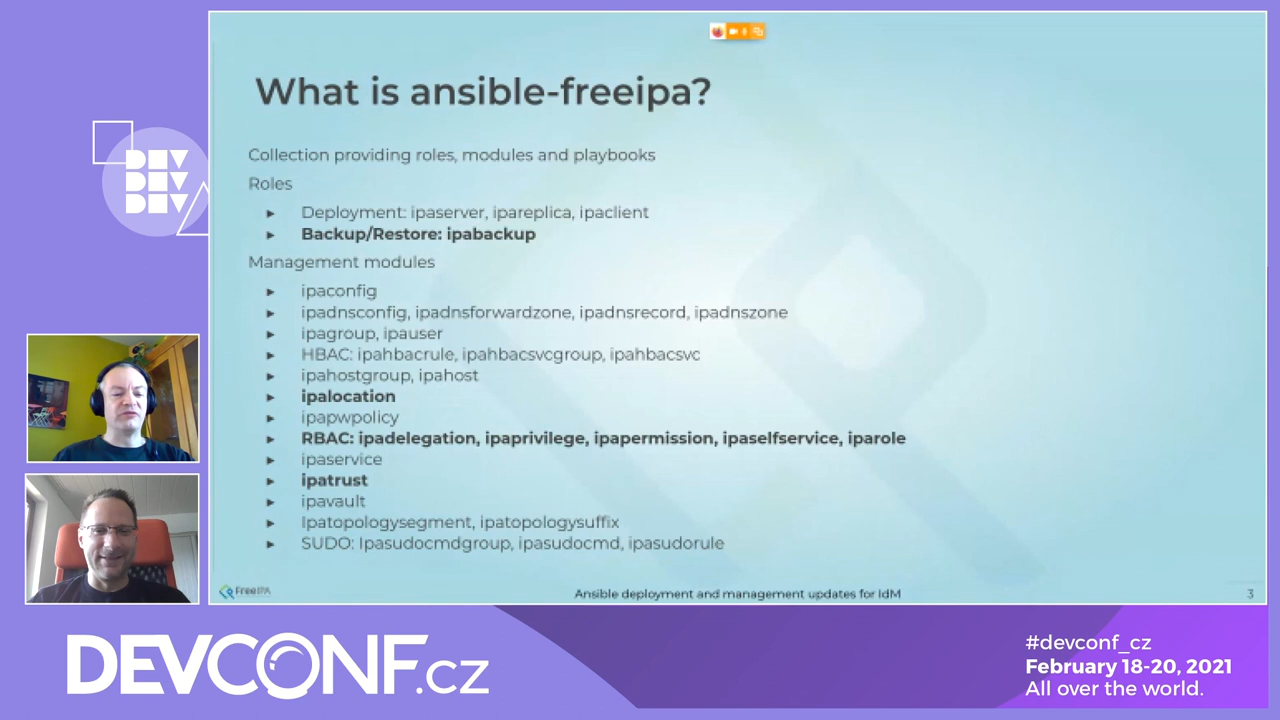 What is ansible-freeipa?
Collection providing roles, modules and playbooks
Roles
► Deployment: ipaserver, ipareplica, ipaclient
► Backup/Restore: ipabackup
Management modules
► ipaconfig
► ipadnsconfig, ipadnsforwardzone, ipadnsrecord, ipadnszone
► ipagroup, ipauser
► HBAC: ipahbacrule, ipahbacsvcgroup, ipahbacsvc
► ipahostgroup, ipahost
► ipalocation
► ipapwpolicy
► RBAC: ipadelegation, ipaprivilege, ipapermission, ipaselfservice, iparole
► ipaservice
► ipatrust
► ipavault
► Ipatopologysegment, ipatopologysuffix
► SUDO: Ipasudocmdgroup, ipasudocmd, ipasudorule
FreeIPA
Ansible deployment and management updates for IdM
3
DEV
DEV
DEV
DEVCONF.cz
#devconf_cz
February 18-20, 2021
All over the world.